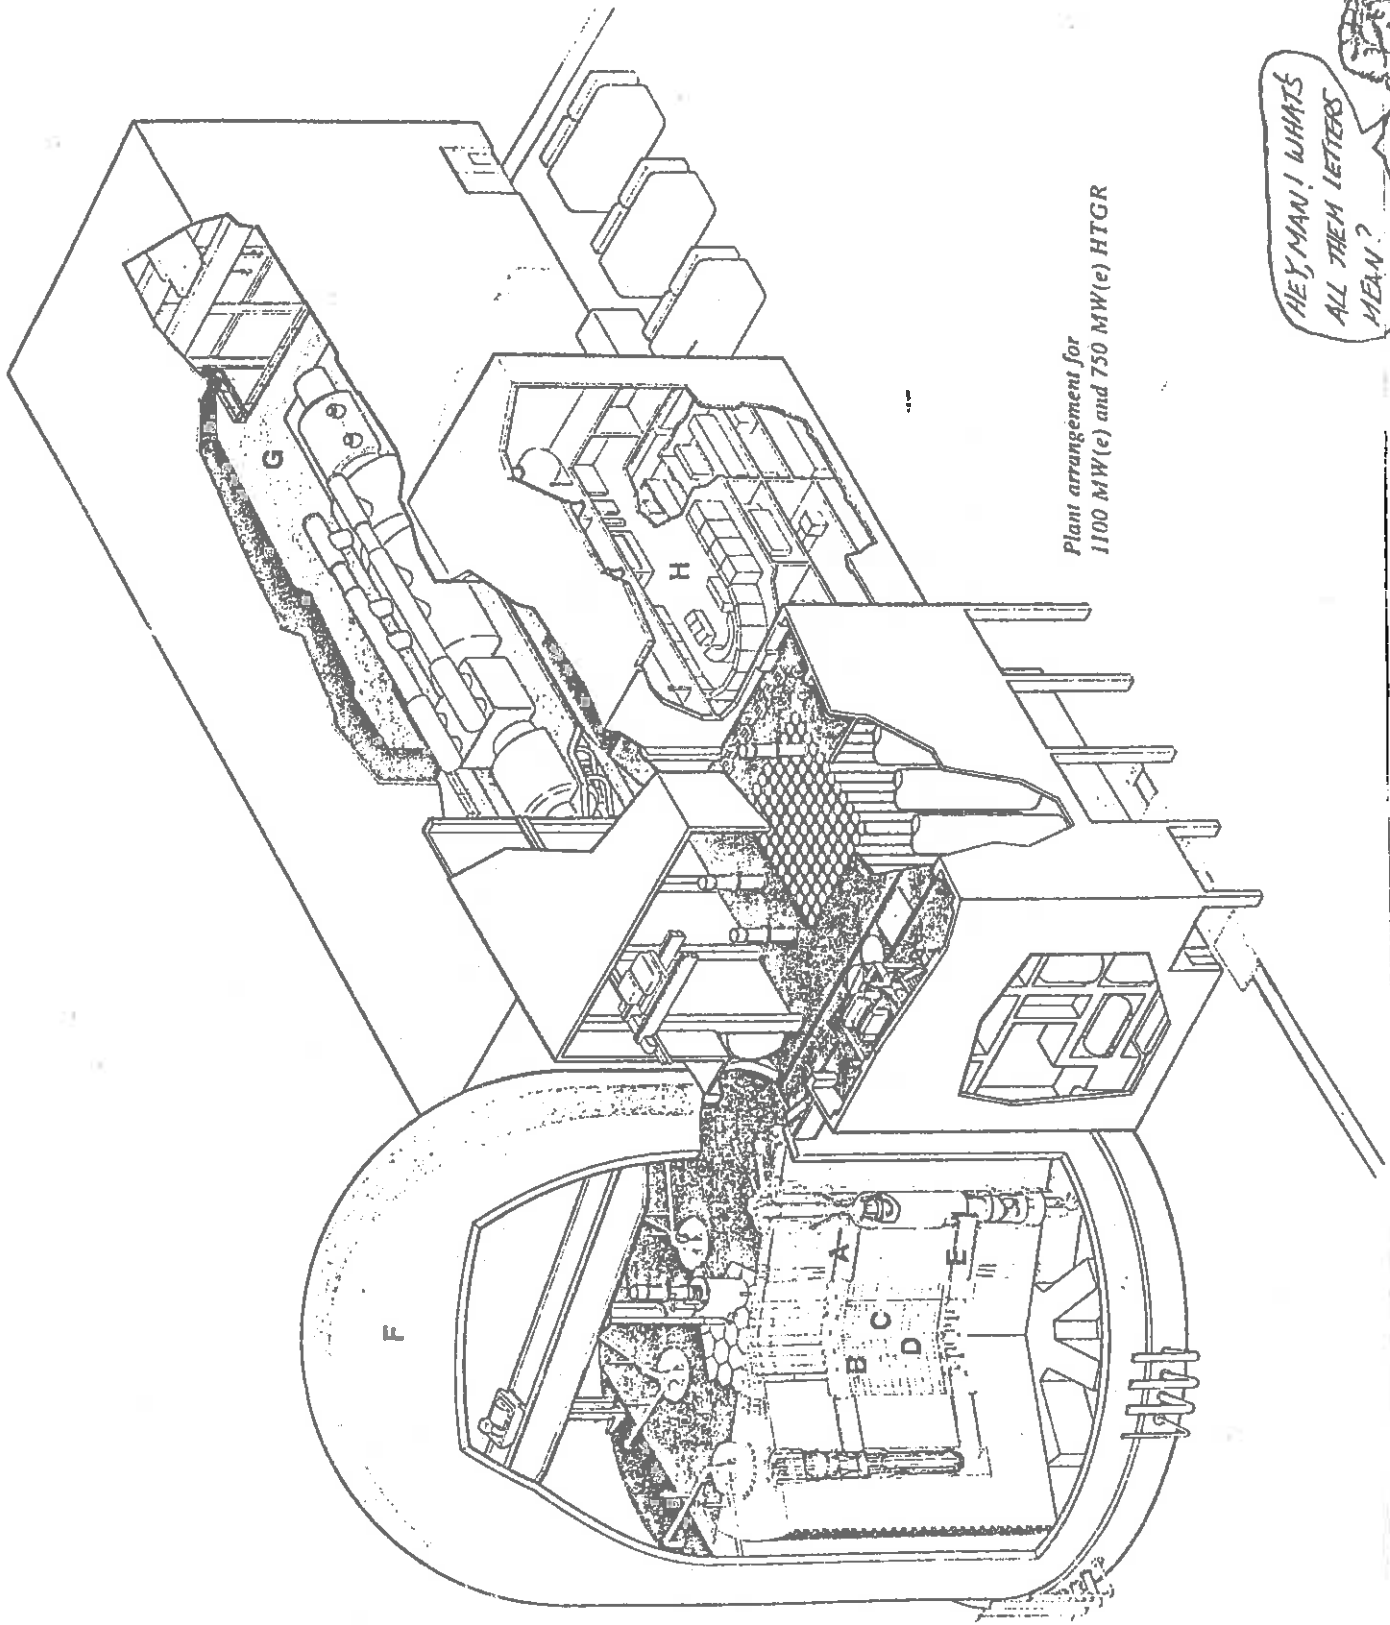 F
G
H
A
B
C
D
E
Plant arrangement for
1100 MW(e) and 750 MW(e) HTGR
HEY, MAN! WHAT'S
ALL THEM LETTERS
MEAN?